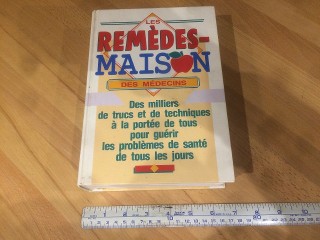 LES
REMÈDES-
MAISON
DES MÉDECINS
Des milliers
de trucs et de techniques
à la portée de tous
pour guérir
les problèmes de santé
de tous les jours